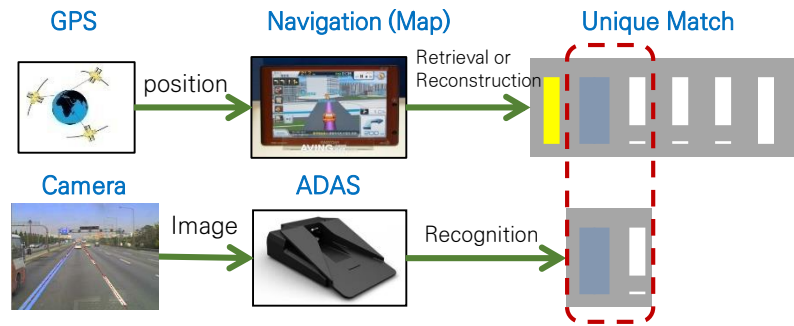 GPS
Navigation (Map)
Unique Match
position
Retrieval or
Reconstruction
AVING
Camera
ADAS
Image
Recognition